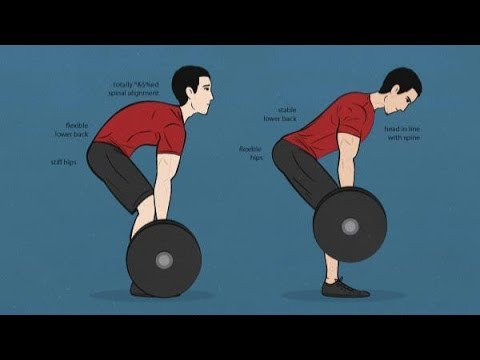 totally *&$%ed
spinal alignment
flexible
lower back
stiff hips
stable
lower back
head in line
with spine
flexible
hips